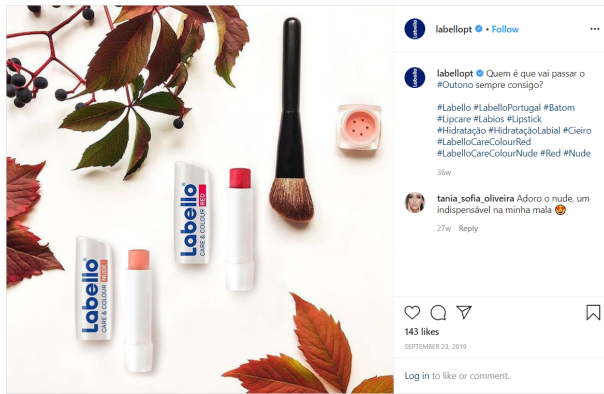 Labello
CARE & COLOUR RED
Labello
CARE & COLOUR NUDE
Labello
labellopt • Follow
Labello
labellopt Quem é que vai passar o
#Outono sempre consigo?
#Labello #LabelloPortugal #Batom
#Lipcare #Labios #Lipstick
#Hidratação #HidrataçãoLabial #Cieiro
#LabelloCareColourRed
#LabelloCareColourNude #Red #Nude
36w
tania_sofia_oliveira Adoro o nude, um
indispensável na minha mala 😍
27w Reply
143 likes
SEPTEMBER 23, 2019
Log in to like or comment.